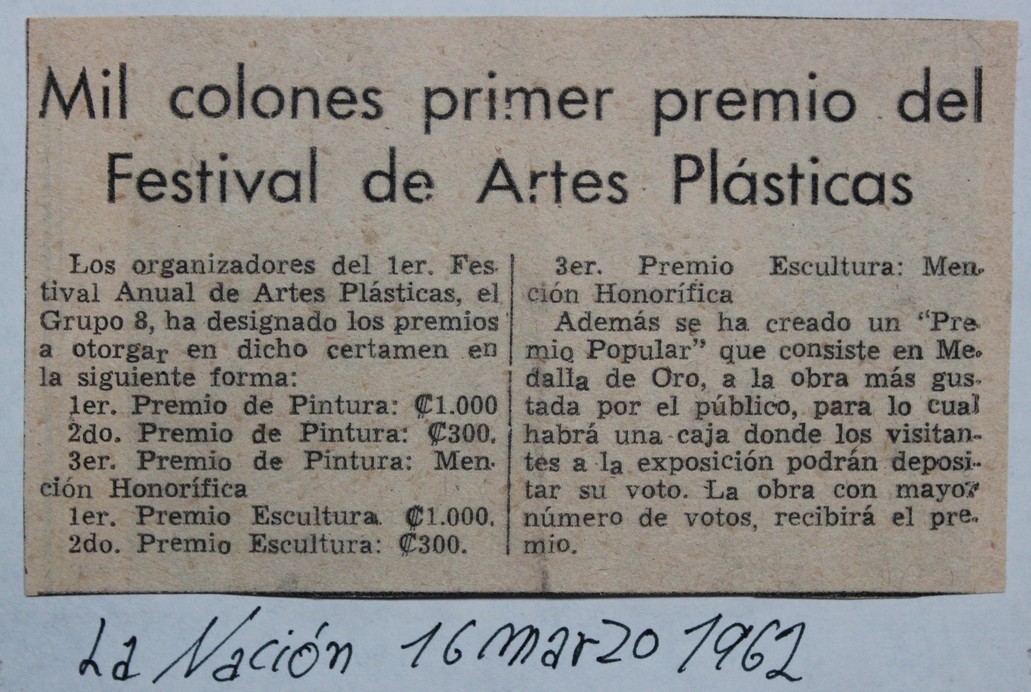 Mil colones primer premio del
Festival de Artes Plásticas
Los organizadores del 1er. Fes-
tival Anual de Artes Plásticas, el
Grupo 8, ha designado los premios
a otorgar en dicho certamen en
la siguiente forma:
1er. Premio de Pintura: ₡1.000
2do. Premio de Pintura: ₡300.
3er. Premio de Pintura: Men-
ción Honorífica
1er. Premio Escultura. ₡1.000.
2do. Premio Escultura: ₡300.
3er. Premio Escultura: Men-
ción Honorífica
Además se ha creado un "Pre-
mio Popular" que consiste en Me-
dalla de Oro, a la obra más gus-
tada por el público, para lo cual
habrá una caja donde los visitan-
tes a la exposición podrán deposi-
tar su voto. La obra con mayor
número de votos, recibirá el pre-
mio.
La Nación 16 marzo 1962